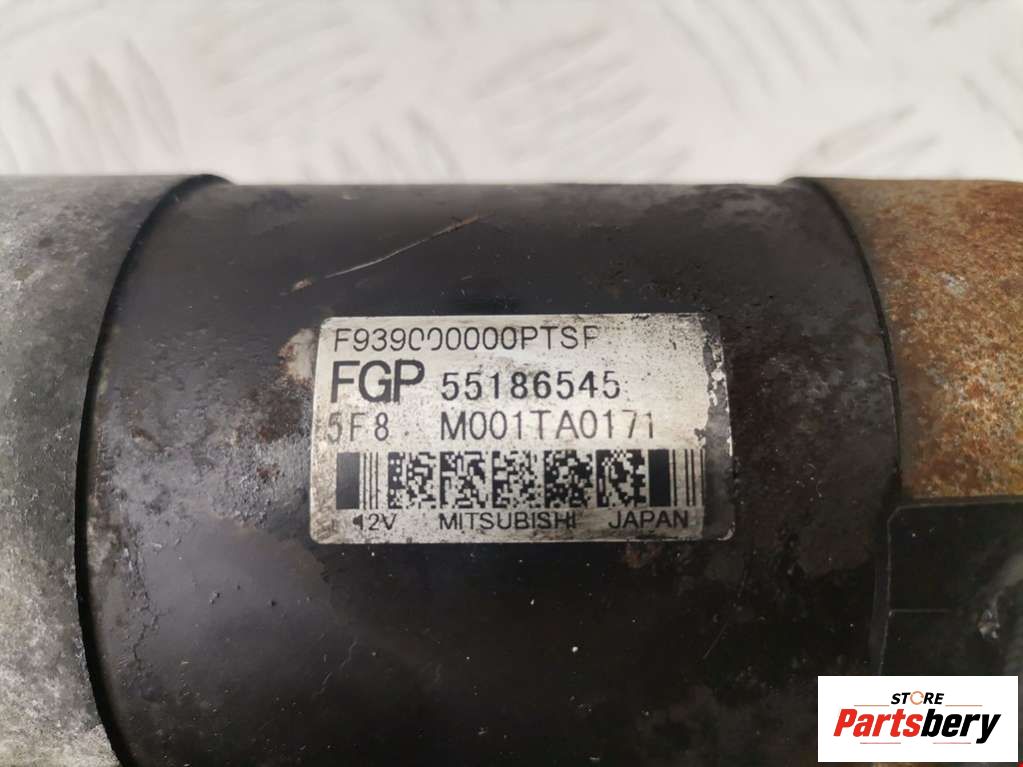 F939000000PTSF
FGP 55186545
5F8 M001TA0171
12V MITSUBISHI JAPAN
STORE
Partsbery